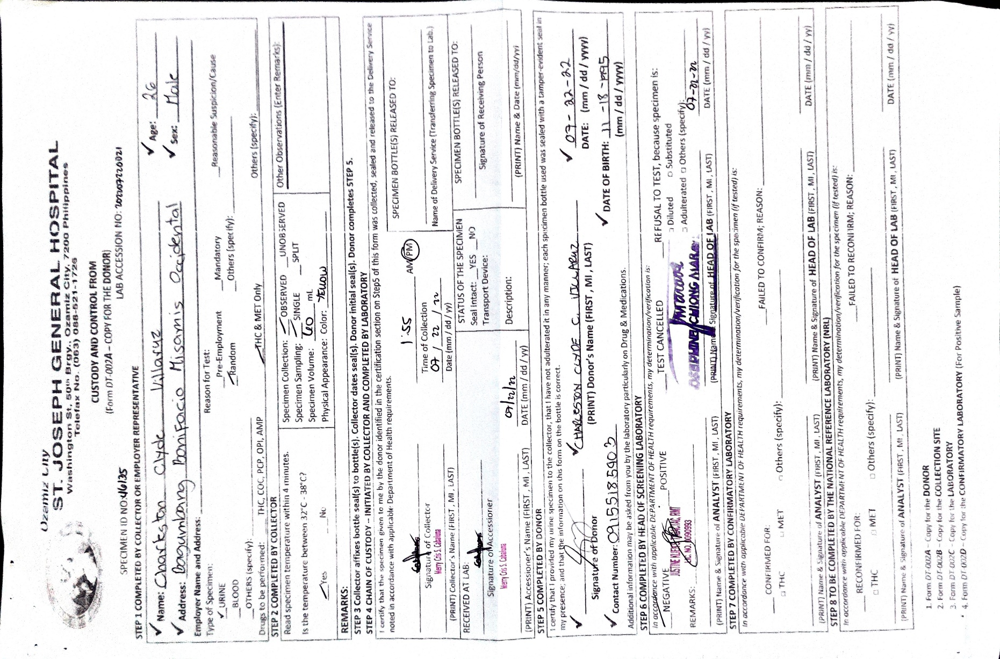 Ozamiz City
ST. JOSEPH GENERAL HOSPITAL
Washington St, 50th Brgy., Ozamiz City, 7200 Philippines
Telefax No. (063) 088-521-1726
CUSTODY AND CONTROL FROM
(Form DT-002A – COPY FOR THE DONOR)
SPECIMEN ID NO: LAB ACCESSION NO:
STEP 1 COMPLETED BY COLLECTOR OR EMPLOYER REPRESENTATIVE
✓ Name: Charleston Clyde Villaruz ✓ Age: 26
✓ Address: Bagumbang Bonifacio Misamis Occidental ✓ Sex: Male
Employer Name and Address:
Type of Specimen: Reason for Test:
✓ URINE __Pre-Employment __Mandatory __Reasonable Suspicion/Cause
__BLOOD ✓ Random __Others (specify):
__OTHERS (specify): Others (specify):
Drugs to be performed: THC, COC, PCP, OPI, AMP ✓ THC & MET Only
STEP 2 COMPLETED BY COLLECTOR
Read specimen temperature within 4 minutes. Specimen Collection: ✓ OBSERVED __UNOBSERVED Other Observations (Enter Remarks):
Specimen Sampling: ✓ SINGLE __SPLIT
Is the temperature between 32°C - 38°C? Specimen Volume: 60 mL
✓ Yes __No Physical Appearance: Color: YELLOW
REMARKS:
STEP 3 Collector affixes bottle seal(s) to bottle(s). Collector dates seal(s). Donor initial seal(s). Donor completes STEP 5.
STEP 4 CHAIN OF CUSTODY – INITIATED BY COLLECTOR AND COMPLETED BY LABORATORY
I certify that the specimen given to me by the donor identified in the certification section on Step5 of this form was collected, sealed and released to the Delivery Service
noted in accordance with applicable Department of Health requirements.
SPECIMEN BOTTLE(S) RELEASED TO:
1:55 AM/PM
Signature of Collector Time of Collection
Merry Cris S. Cabaluna 07 / 22 / 22 Name of Delivery Service (Transferring Specimen to Lab.)
(PRINT) Collector's Name (FIRST, MI, LAST) Date (mm / dd / yy)
RECEIVED AT LAB: STATUS OF THE SPECIMEN SPECIMEN BOTTLE(S) RELEASED TO:
Seal Intact: __YES __NO
Transport Device:
Signature of Accessioner Signature of Receiving Person
Merry Cris S. Cabaluna 07/22/22 Description:
(PRINT) Accessioner's Name (FIRST, MI, LAST) DATE (mm / dd / yy) (PRINT) Name & Date (mm/dd/yy)
STEP 5 COMPLETED BY DONOR
I certify that I provided my urine specimen to the collector, that I have not adulterated it in any manner; each specimen bottle used was sealed with a tamper-evident seal in
my presence; and that the information on this form on the bottle is correct.
✓ ✓ CHARLESTON CLYDE C. VILLARUZ ✓ 07-22-22
Signature of Donor (PRINT) Donor's Name (FIRST, MI, LAST) DATE: (mm / dd / yyyy)
✓ Contact Number: 09155185903 ✓ DATE OF BIRTH: 11-18-1995
(mm / dd / yyyy)
Additional information may be asked from you by the laboratory particularly on Drug & Medications.
STEP 6 COMPLETED BY HEAD OF SCREENING LABORATORY
In accordance with applicable DEPARTMENT OF HEALTH requirements, my determination/verification is:
✓ NEGATIVE __POSITIVE __TEST CANCELLED __REFUSAL TO TEST, because specimen is:
□ Diluted □ Substituted
□ Adulterated □ Others (specify):
REMARKS: LIC. NO. 0090993 07-22-22
(PRINT) Name & Signature of ANALYST (FIRST, MI, LAST) (PRINT) Name & Signature of HEAD OF LAB (FIRST, MI, LAST) DATE (mm / dd / yy)
STEP 7 COMPLETED BY CONFIRMATORY LABORATORY
In accordance with applicable DEPARTMENT OF HEALTH requirements, my determination/verification for the specimen (if tested) is:
__CONFIRMED FOR: __FAILED TO CONFIRM; REASON:
□ THC □ MET □ Others (specify):
(PRINT) Name & Signature of ANALYST (FIRST, MI, LAST) (PRINT) Name & Signature of HEAD OF LAB (FIRST, MI, LAST) DATE (mm / dd / yy)
STEP 8 TO BE COMPLETED BY THE NATIONAL REFERENCE LABORATORY (NRL)
In accordance with applicable DEPARTMENT OF HEALTH requirements, my determination/verification for the specimen (if tested) is:
__RECONFIRMED FOR: __FAILED TO RECONFIRM; REASON:
□ THC □ MET □ Others (specify):
(PRINT) Name & Signature of ANALYST (FIRST, MI, LAST) (PRINT) Name & Signature of HEAD OF LAB (FIRST, MI, LAST) DATE (mm / dd / yy)
1. Form DT-002A – Copy for the DONOR
2. Form DT-002B – Copy for the COLLECTION SITE
3. Form DT-002C – Copy for the LABORATORY
4. Form DT-002D – Copy for the CONFIRMATORY LABORATORY (For Positive Sample)